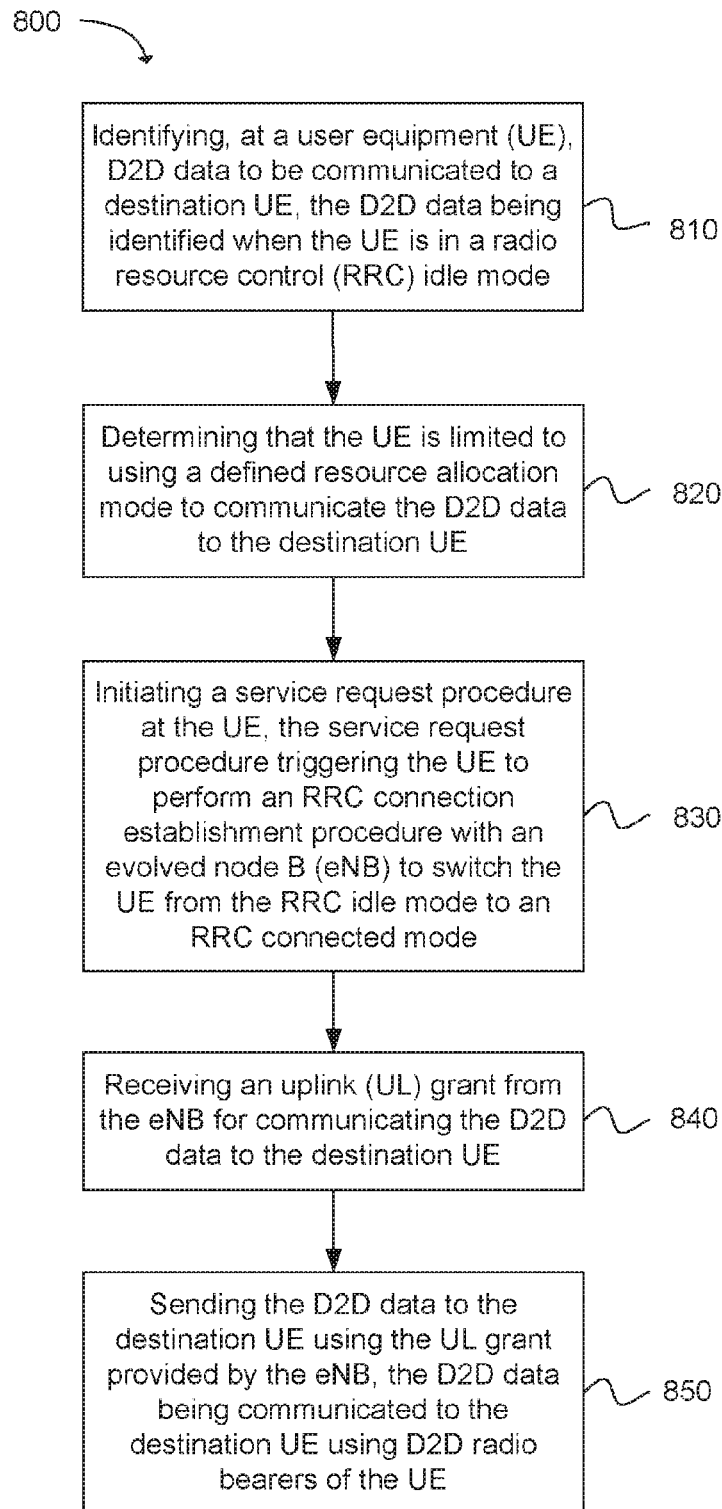 800
Identifying, at a user equipment (UE),
D2D data to be communicated to a
destination UE, the D2D data being
identified when the UE is in a radio
resource control (RRC) idle mode
810
Determining that the UE is limited to
using a defined resource allocation
mode to communicate the D2D data
to the destination UE
820
Initiating a service request procedure
at the UE, the service request
procedure triggering the UE to
perform an RRC connection
establishment procedure with an
evolved node B (eNB) to switch the
UE from the RRC idle mode to an
RRC connected mode
830
Receiving an uplink (UL) grant from
the eNB for communicating the D2D
data to the destination UE
840
Sending the D2D data to the
destination UE using the UL grant
provided by the eNB, the D2D data
being communicated to the
destination UE using D2D radio
bearers of the UE
850